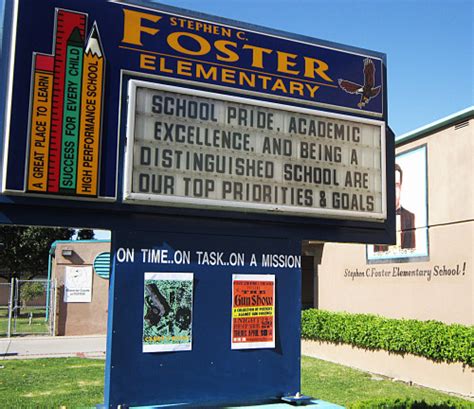 STEPHEN C.
FOSTER
ELEMENTARY
A GREAT PLACE TO LEARN
SUCCESS FOR EVERY CHILD
HIGH PERFORMANCE SCHOOL
SCHOOL PRIDE, ACADEMIC
EXCELLENCE, AND BEING A
DISTINGUISHED SCHOOL ARE
OUR TOP PRIORITIES & GOALS
ON TIME..ON TASK..ON A MISSION
THE
Gun Show
Stephen C. Foster Elementary School!